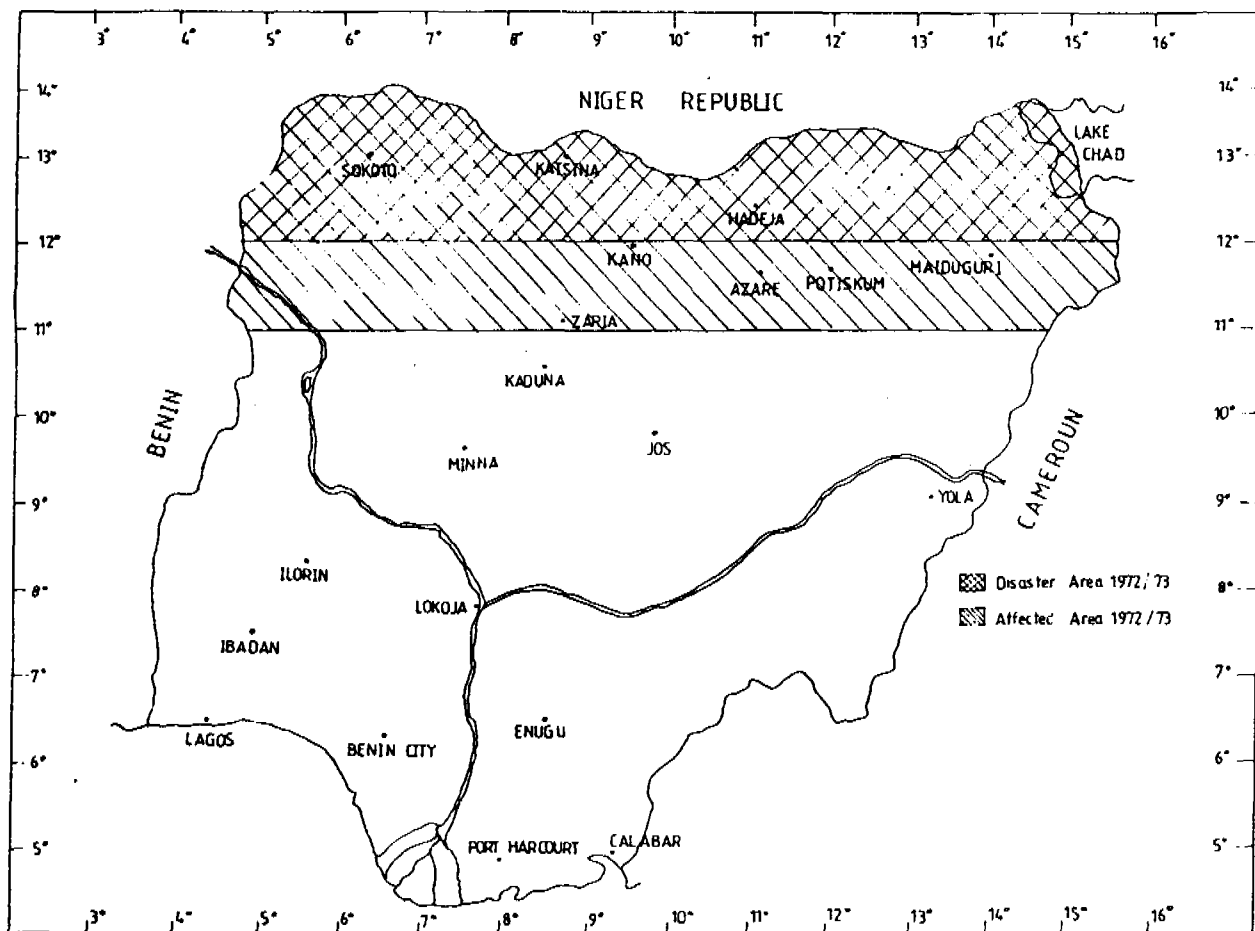 3° 4° 5° 6° 7° 8° 9° 10° 11° 12° 13° 14° 15° 16°
14° 14°
NIGER REPUBLIC
LAKE
CHAD
13° 13°
SOKOTO KATSINA
HADEJA
12° 12°
KANO MAIDUGURI
AZARE POTISKUM
ZARIA
11° 11°
KADUNA
BENIN
10° 10°
MINNA JOS
CAMEROUN
9° YOLA 9°
ILORIN
8° Disaster Area 1972/73 8°
LOKOJA
Affected Area 1972/73
IBADAN
7° 7°
LAGOS ENUGU
BENIN CITY
6° 6°
PORT HARCOURT CALABAR
5° 5°
3° 4° 5° 6° 7° 8° 9° 10° 11° 12° 13° 14° 15° 16°